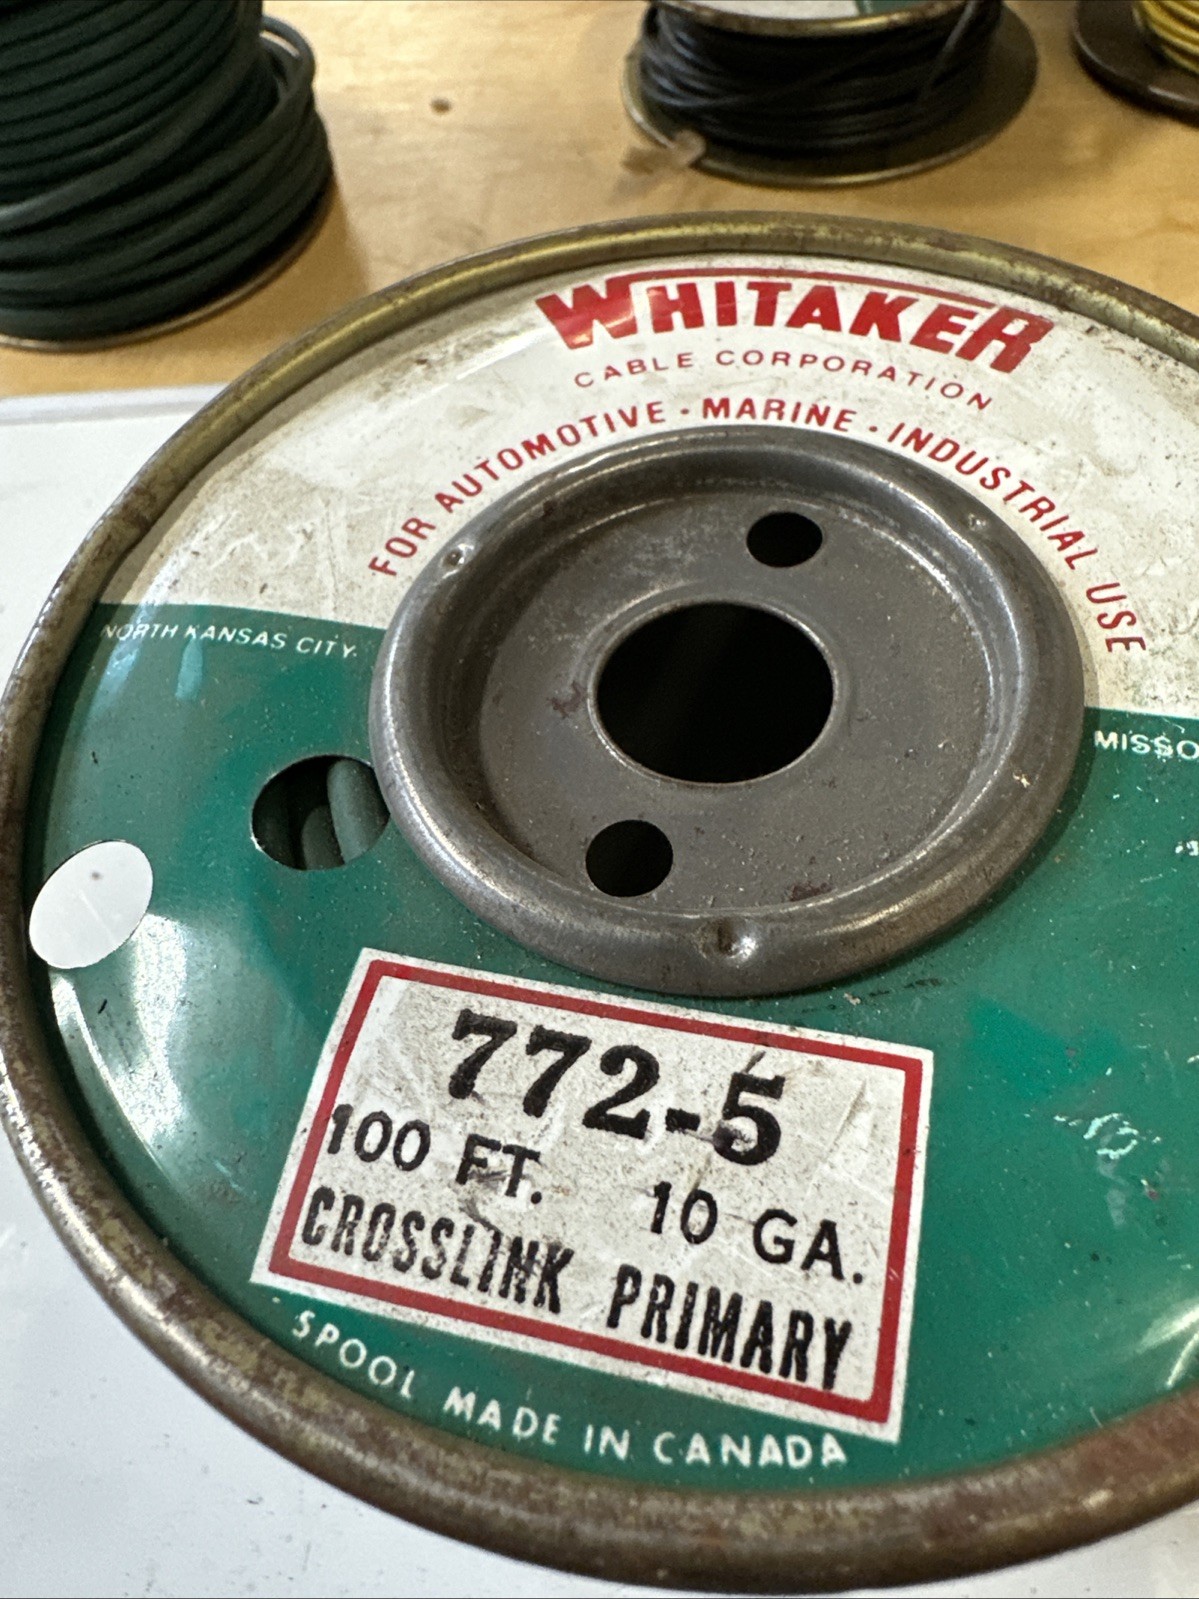 WHITAKER
CABLE CORPORATION
FOR AUTOMOTIVE · MARINE · INDUSTRIAL USE
NORTH KANSAS CITY,
772-5
100 FT. 10 GA.
CROSSLINK PRIMARY
SPOOL MADE IN CANADA